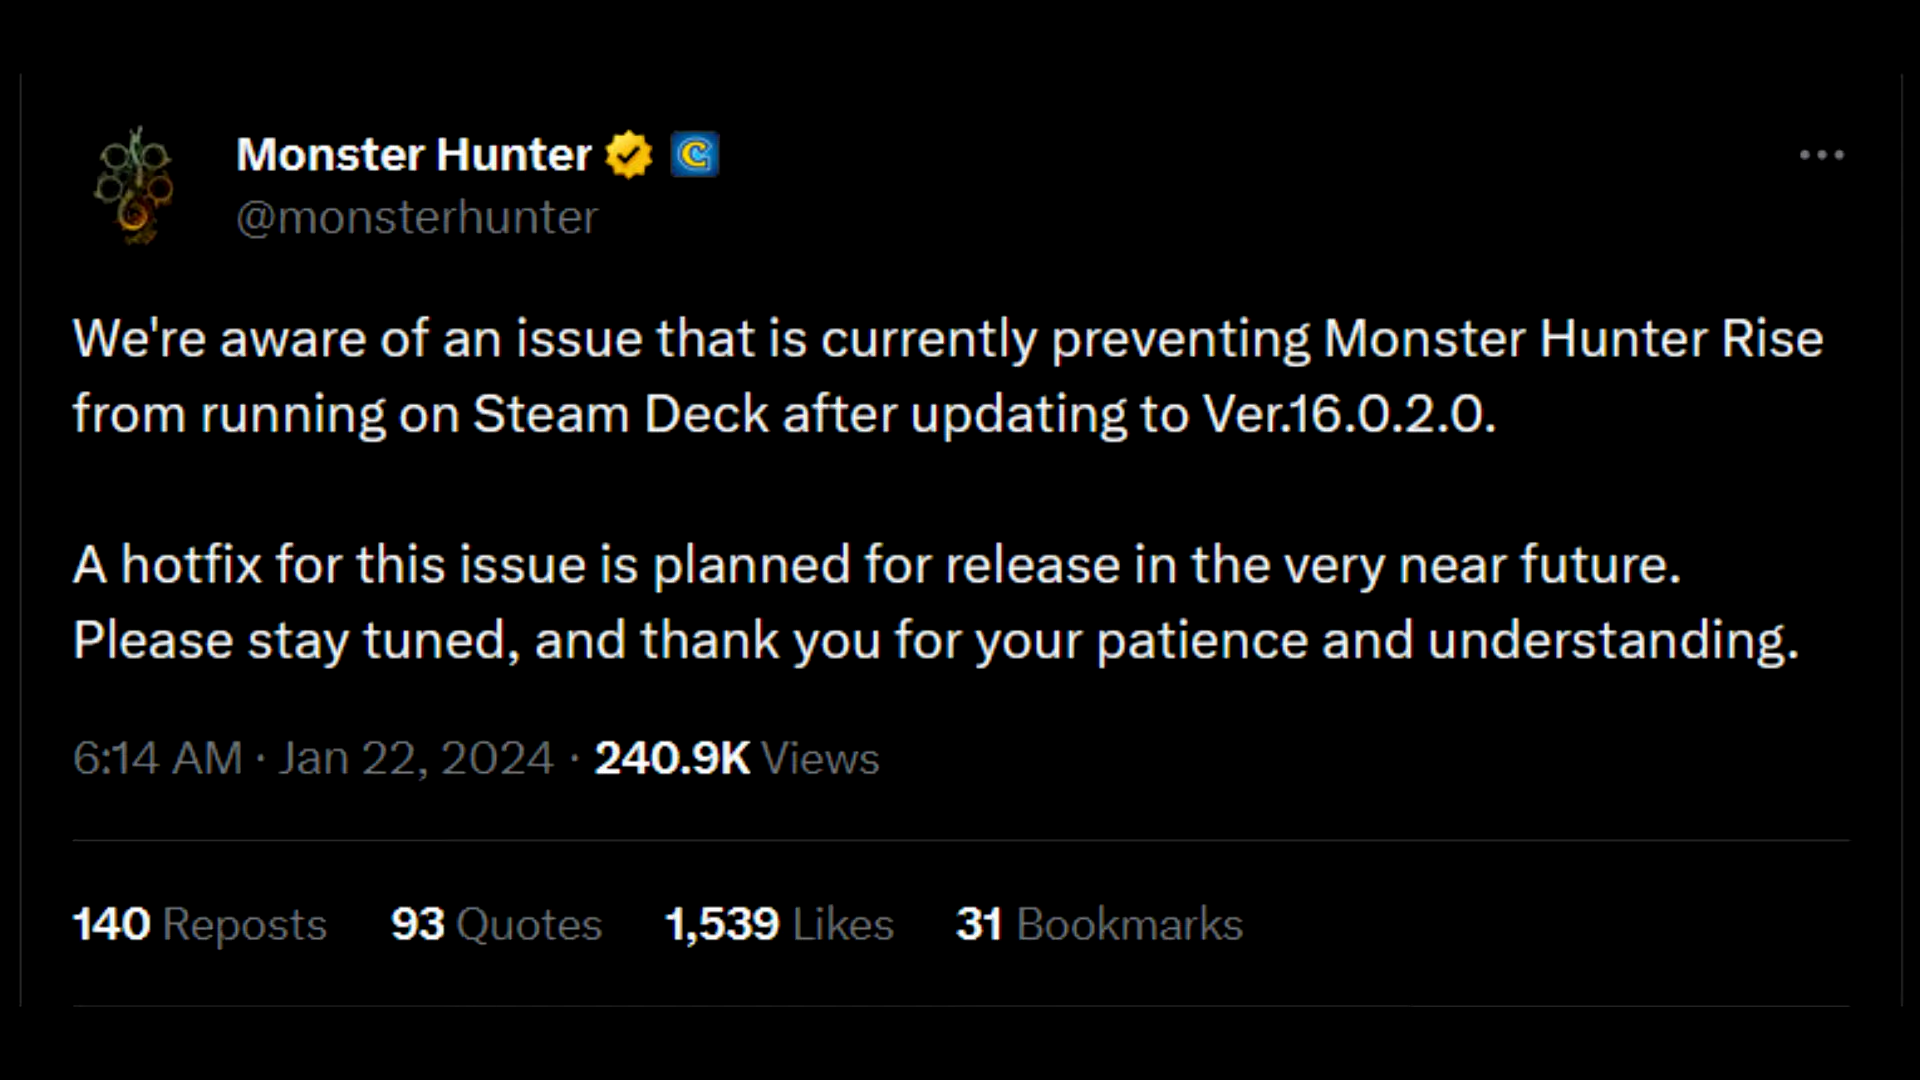 Monster Hunter
@monsterhunter
We're aware of an issue that is currently preventing Monster Hunter Rise
from running on Steam Deck after updating to Ver.16.0.2.0.
A hotfix for this issue is planned for release in the very near future.
Please stay tuned, and thank you for your patience and understanding.
6:14 AM · Jan 22, 2024 · 240.9K Views
140 Reposts 93 Quotes 1,539 Likes 31 Bookmarks